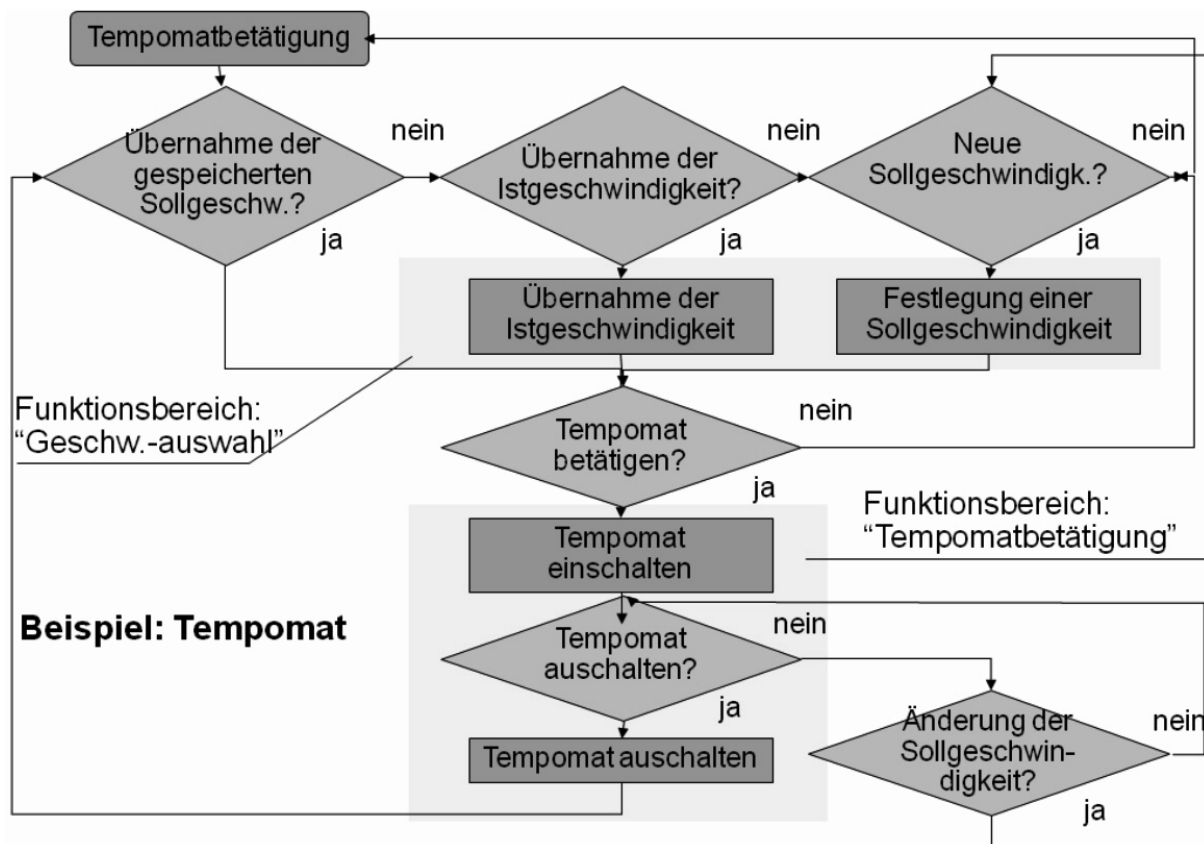 Tempomatbetätigung
Übernahme der
gespeicherten
Sollgeschw.?
nein
ja
Übernahme der
Istgeschwindigkeit?
nein
ja
Neue
Sollgeschwindigk.?
nein
ja
Übernahme der
Istgeschwindigkeit
Festlegung einer
Sollgeschwindigkeit
Funktionsbereich:
“Geschw.-auswahl”
Tempomat
betätigen?
nein
ja
Funktionsbereich:
“Tempomatbetätigung”
Tempomat
einschalten
Beispiel: Tempomat
Tempomat
auschalten?
nein
ja
Tempomat auschalten
Änderung der
Sollgeschwin-
digkeit?
nein
ja